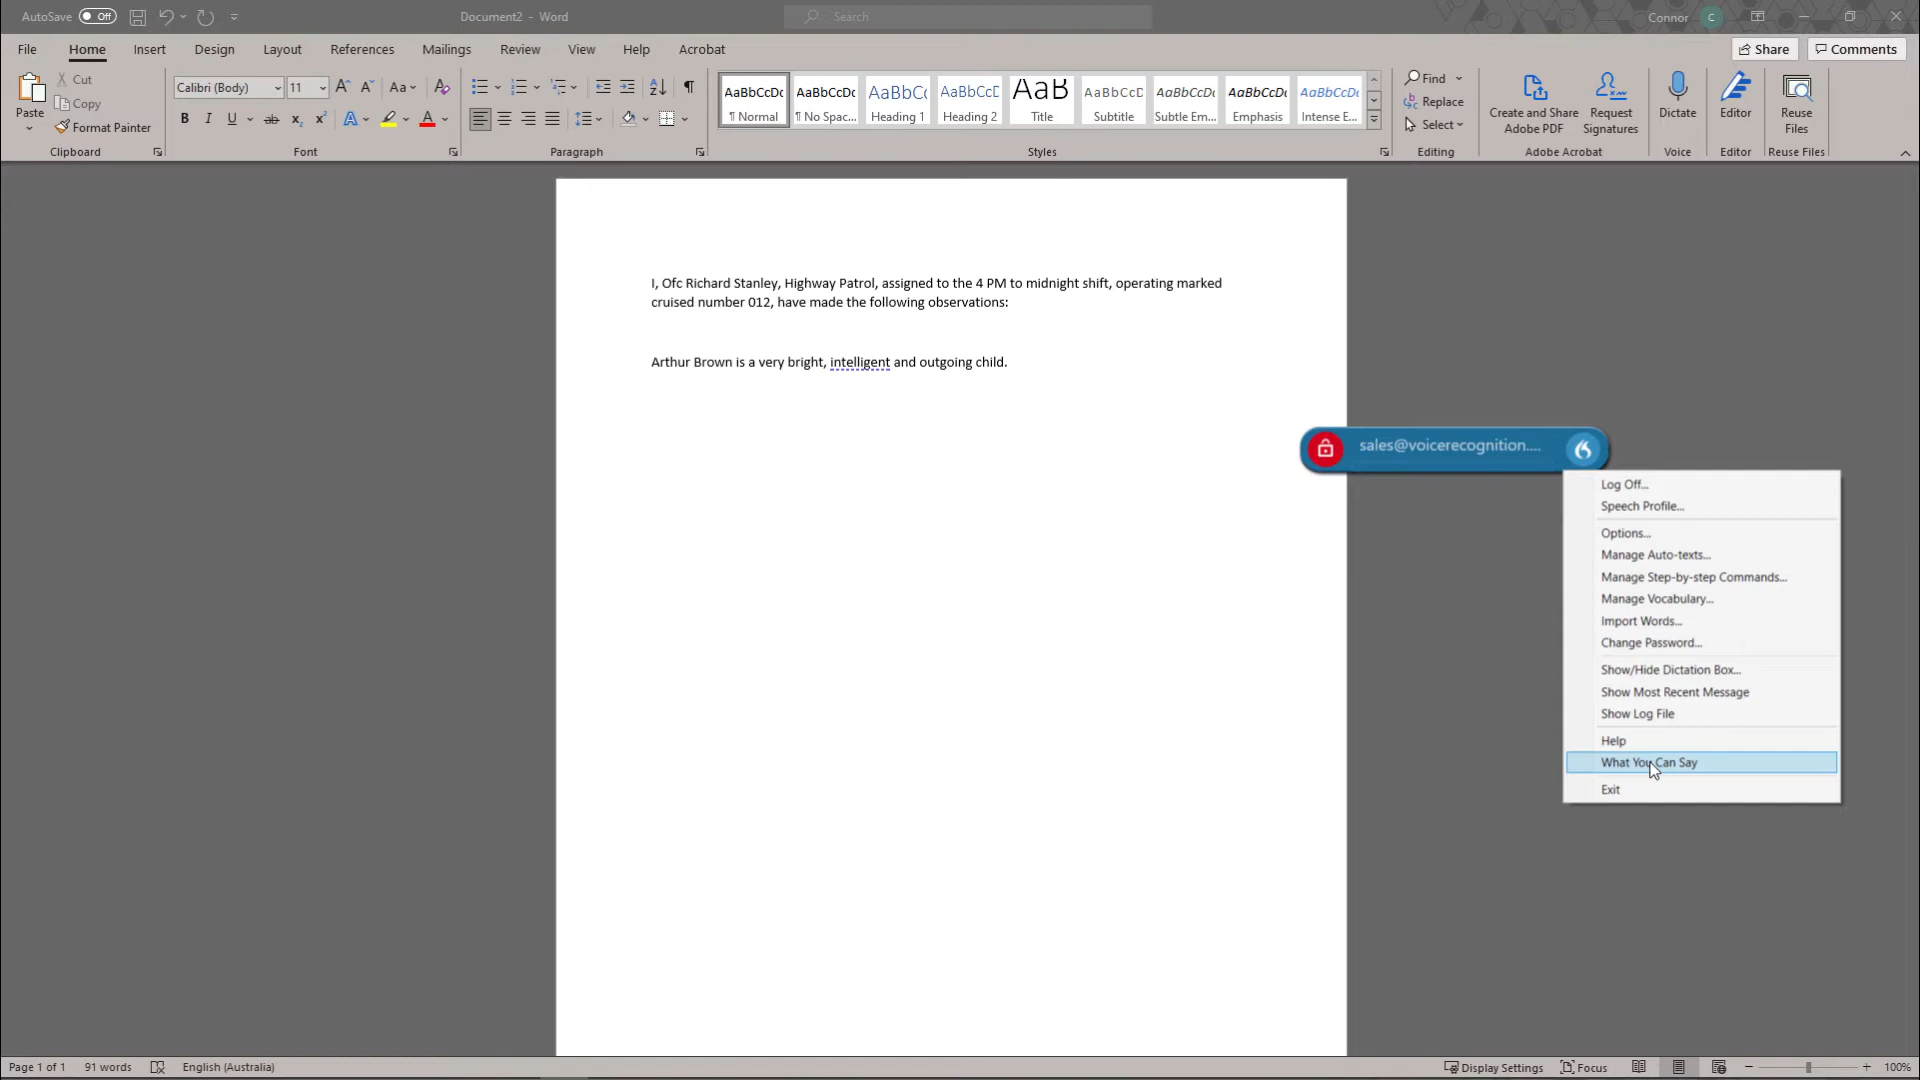 AutoSave Off Document2 - Word Search Connor C
File Home Insert Design Layout References Mailings Review View Help Acrobat Share Comments
Paste
Cut
Copy
Format Painter
Clipboard
Calibri (Body) 11
Font
Paragraph
AaBbCcDc AaBbCcDc AaBbCc AaBbCcD AaB AaBbCcD AaBbCcDc AaBbCcDc AaBbCcDc
¶ Normal ¶ No Spac... Heading 1 Heading 2 Title Subtitle Subtle Em... Emphasis Intense E...
Styles
Find
Replace
Select
Editing
Create and Share
Adobe PDF
Request
Signatures
Adobe Acrobat
Dictate
Voice
Editor
Editor
Reuse
Files
Reuse Files
I, Ofc Richard Stanley, Highway Patrol, assigned to the 4 PM to midnight shift, operating marked
cruised number 012, have made the following observations:
Arthur Brown is a very bright, intelligent and outgoing child.
sales@voicerecognition....
Log Off...
Speech Profile...
Options...
Manage Auto-texts...
Manage Step-by-step Commands...
Manage Vocabulary...
Import Words...
Change Password...
Show/Hide Dictation Box...
Show Most Recent Message
Show Log File
Help
What You Can Say
Exit
Page 1 of 1 91 words English (Australia) Display Settings Focus 100%